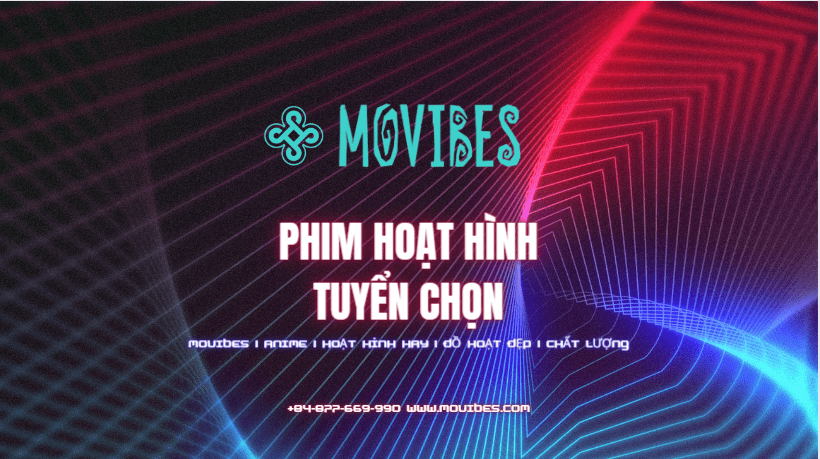 MOVIBES
PHIM HOẠT HÌNH
TUYỂN CHỌN
MOVIBES | ANIME | HOẠT HÌNH HAY | ĐỒ HOẠT ĐẸP | CHẤT LƯỢNG
+84-877-669-990 WWW.MOVIBES.COM